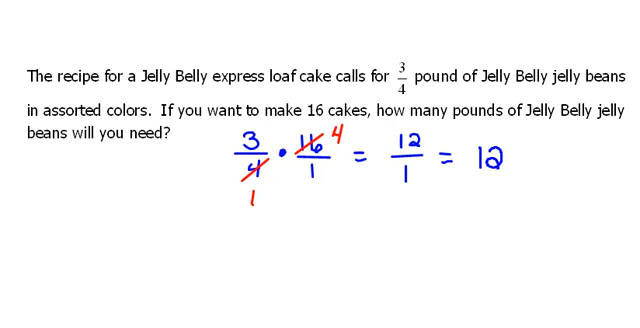 The recipe for a Jelly Belly express loaf cake calls for 3/4 pound of Jelly Belly jelly beans
in assorted colors. If you want to make 16 cakes, how many pounds of Jelly Belly jelly
beans will you need?
3/4 • 16/1 = 12/1 = 12
4
1